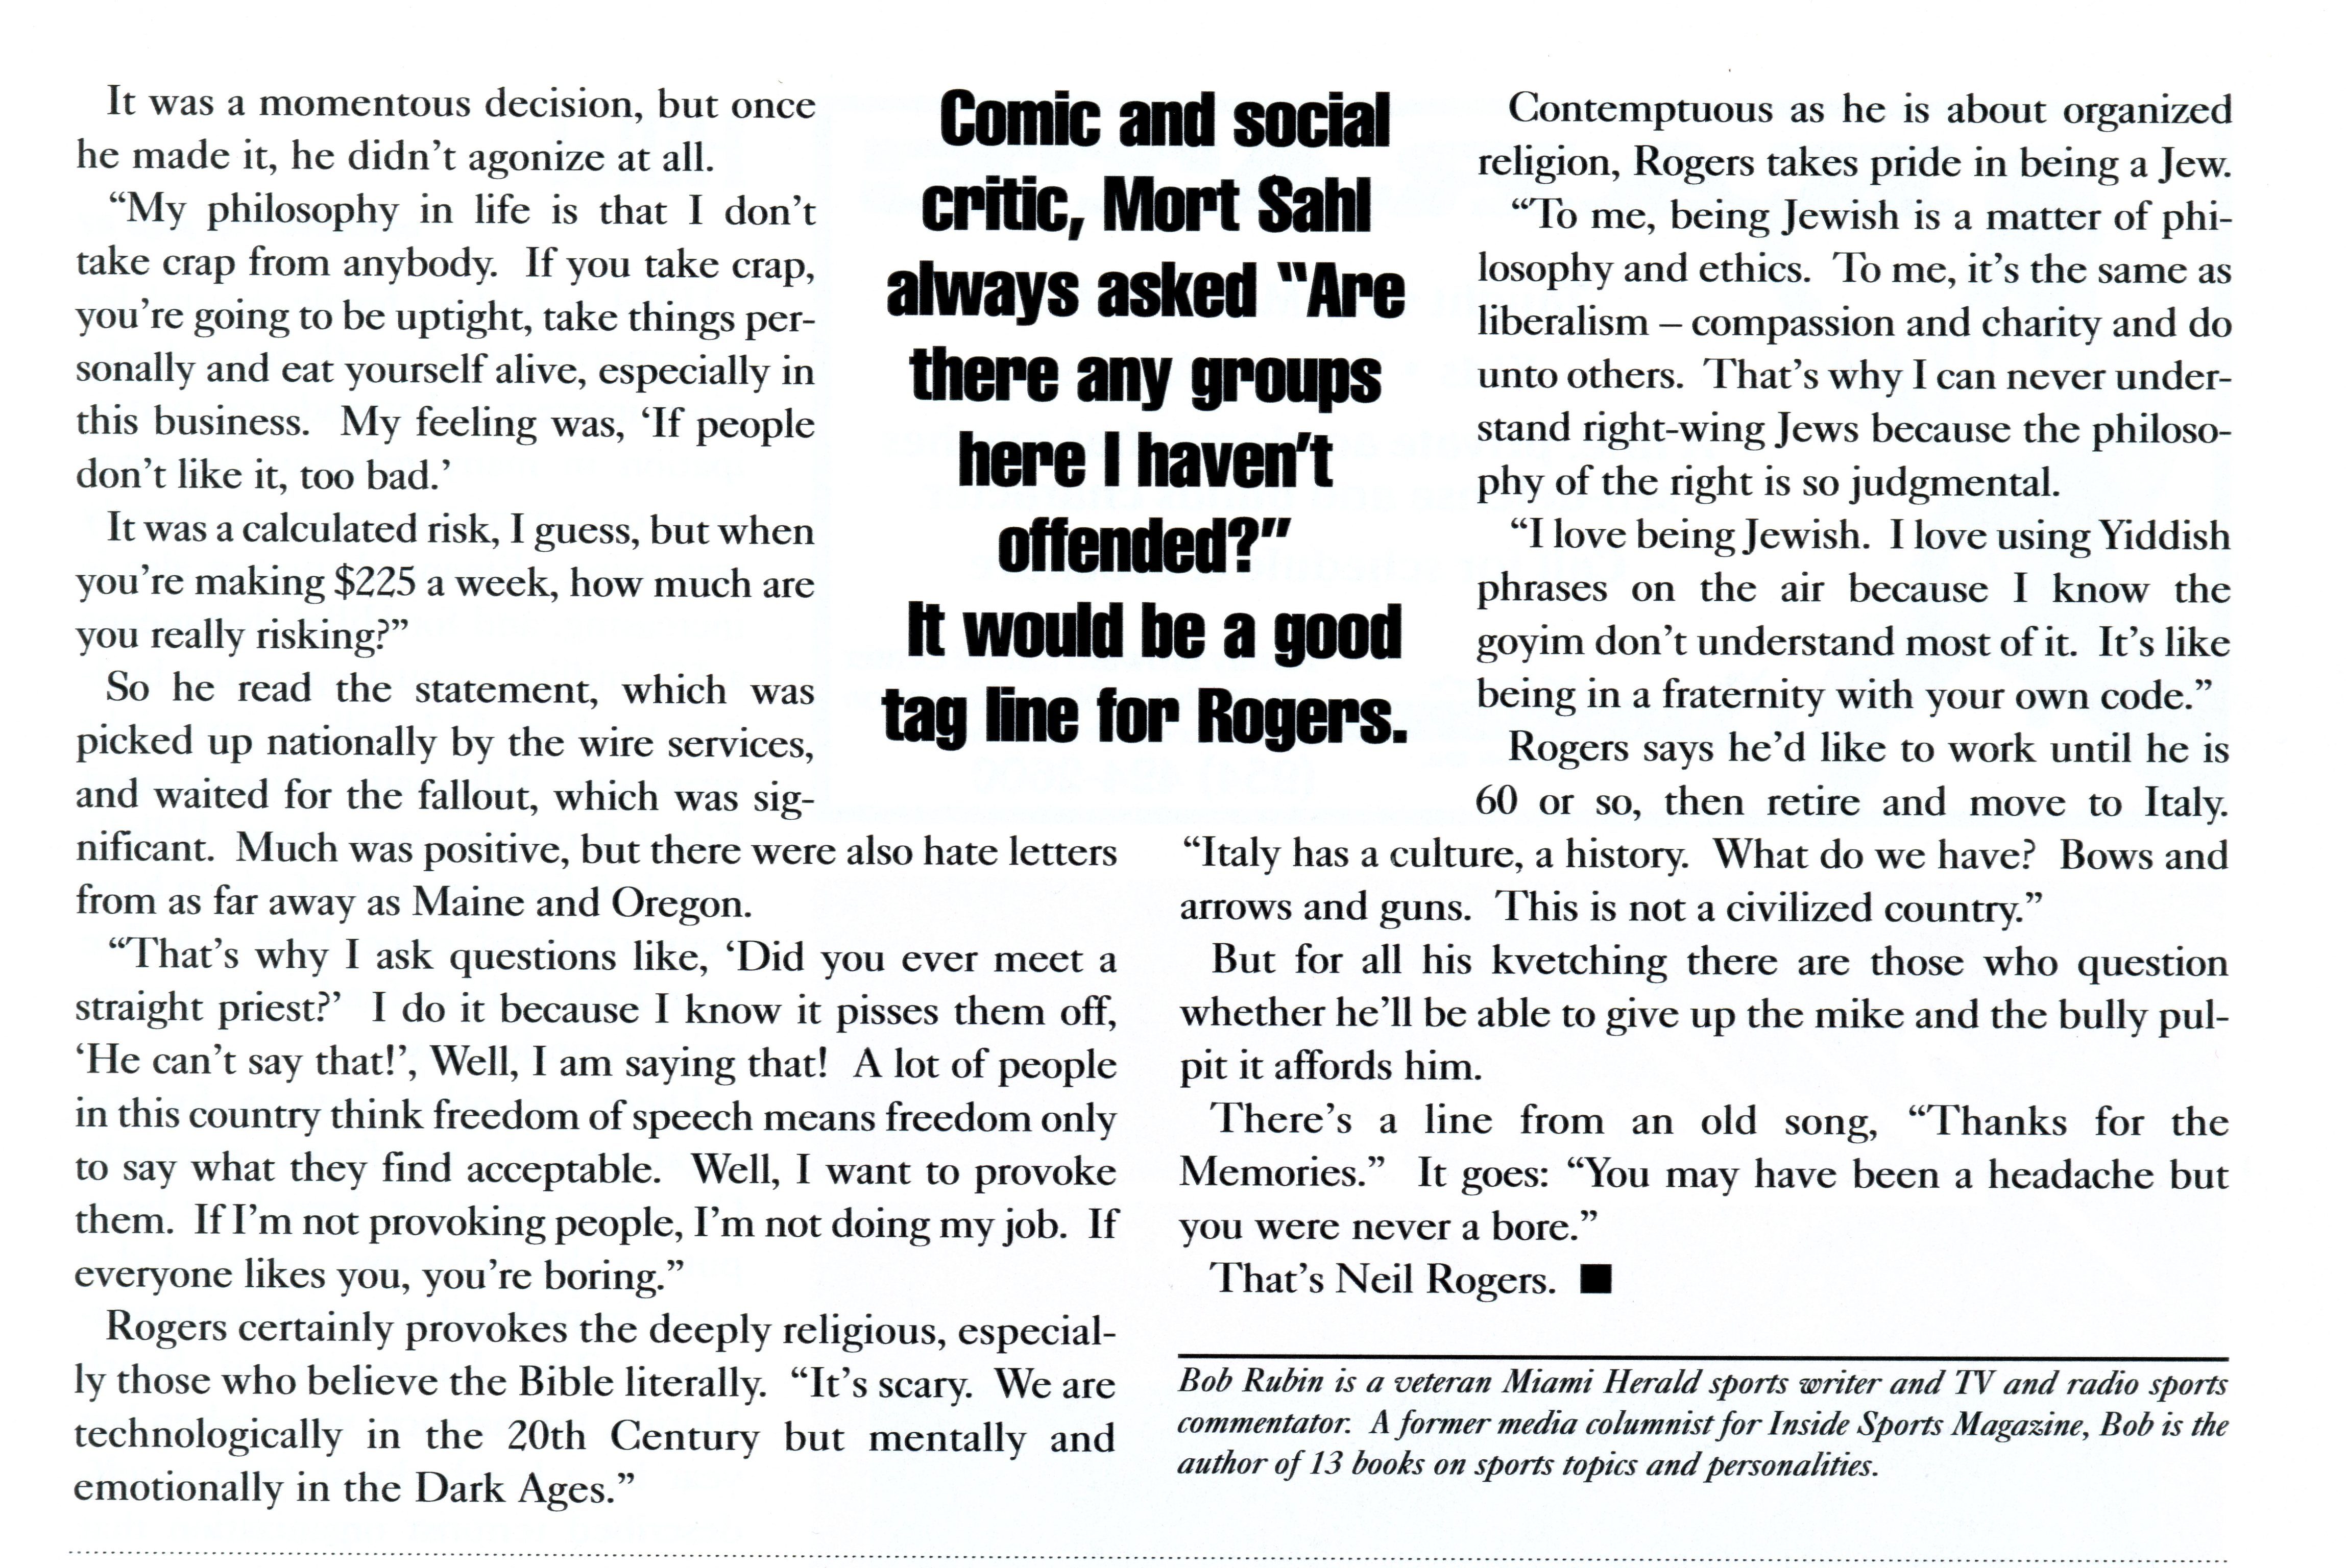 It was a momentous decision, but once
he made it, he didn’t agonize at all.
“My philosophy in life is that I don’t
take crap from anybody. If you take crap,
you’re going to be uptight, take things per-
sonally and eat yourself alive, especially in
this business. My feeling was, ‘If people
don’t like it, too bad.’
It was a calculated risk, I guess, but when
you’re making $225 a week, how much are
you really risking?”
So he read the statement, which was
picked up nationally by the wire services,
and waited for the fallout, which was sig-
nificant. Much was positive, but there were also hate letters
from as far away as Maine and Oregon.
“That’s why I ask questions like, ‘Did you ever meet a
straight priest?’ I do it because I know it pisses them off,
‘He can’t say that!’, Well, I am saying that! A lot of people
in this country think freedom of speech means freedom only
to say what they find acceptable. Well, I want to provoke
them. If I’m not provoking people, I’m not doing my job. If
everyone likes you, you’re boring.”
Rogers certainly provokes the deeply religious, especial-
ly those who believe the Bible literally. “It’s scary. We are
technologically in the 20th Century but mentally and
emotionally in the Dark Ages.”
Comic and social
critic, Mort Sahl
always asked "Are
there any groups
here I haven't
offended?"
It would be a good
tag line for Rogers.
Contemptuous as he is about organized
religion, Rogers takes pride in being a Jew.
“To me, being Jewish is a matter of phi-
losophy and ethics. To me, it’s the same as
liberalism – compassion and charity and do
unto others. That’s why I can never under-
stand right-wing Jews because the philoso-
phy of the right is so judgmental.
“I love being Jewish. I love using Yiddish
phrases on the air because I know the
goyim don’t understand most of it. It’s like
being in a fraternity with your own code.”
Rogers says he’d like to work until he is
60 or so, then retire and move to Italy.
“Italy has a culture, a history. What do we have? Bows and
arrows and guns. This is not a civilized country.”
But for all his kvetching there are those who question
whether he’ll be able to give up the mike and the bully pul-
pit it affords him.
There’s a line from an old song, “Thanks for the
Memories.” It goes: “You may have been a headache but
you were never a bore.”
That’s Neil Rogers. ■
Bob Rubin is a veteran Miami Herald sports writer and TV and radio sports
commentator. A former media columnist for Inside Sports Magazine, Bob is the
author of 13 books on sports topics and personalities.